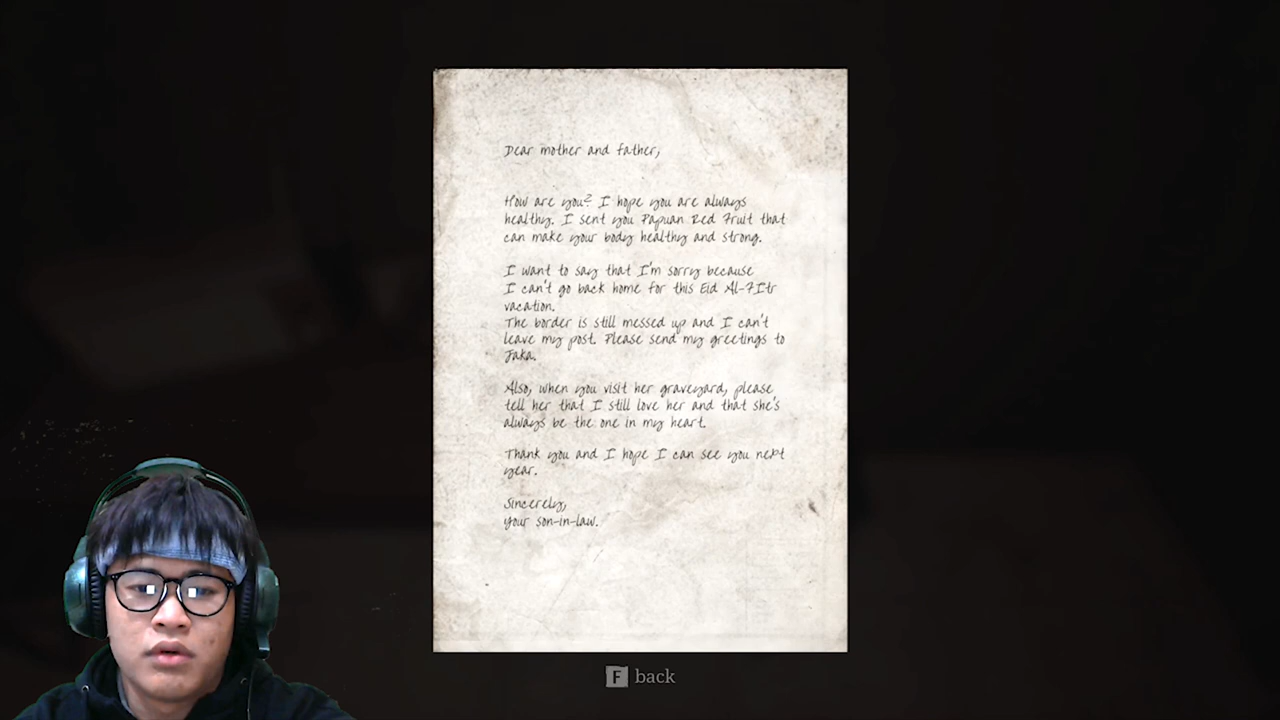 Dear mother and father,
How are you? I hope you are always
healthy. I sent you Papuan Red Fruit that
can make your body healthy and strong.
I want to say that I'm sorry because
I can't go back home for this Eid Al-FItr
vacation.
The border is still messed up and I can't
leave my post. Please send my greetings to
Jaka.
Also, when you visit her graveyard, please
tell her that I still love her and that she's
always be the one in my heart.
Thank you and I hope I can see you next
year.
Sincerely,
your son-in-law.
F back